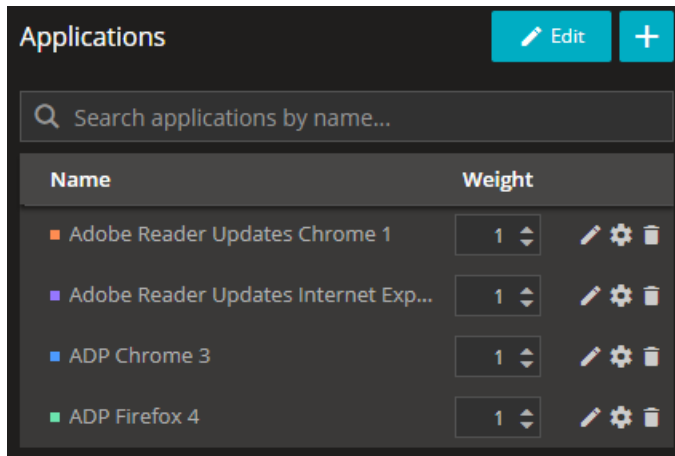 Applications Edit +
Search applications by name...
Name Weight
Adobe Reader Updates Chrome 1 1
Adobe Reader Updates Internet Exp... 1
ADP Chrome 3 1
ADP Firefox 4 1